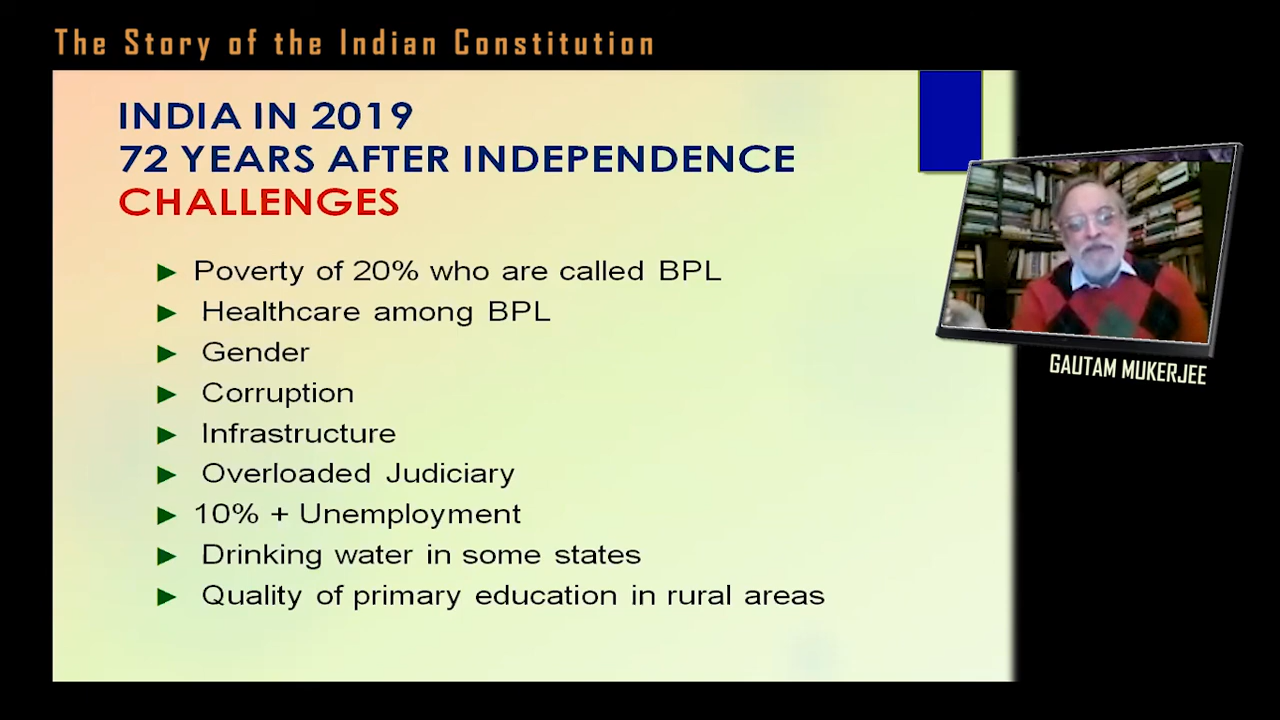 The Story of the Indian Constitution
INDIA IN 2019
72 YEARS AFTER INDEPENDENCE
CHALLENGES
► Poverty of 20% who are called BPL
► Healthcare among BPL
► Gender
► Corruption
► Infrastructure
► Overloaded Judiciary
► 10% + Unemployment
► Drinking water in some states
► Quality of primary education in rural areas
GAUTAM MUKERJEE